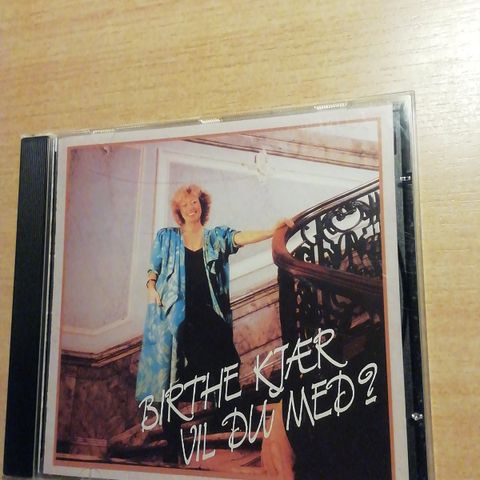 BIRTHE KJÆR
VIL DU MED?